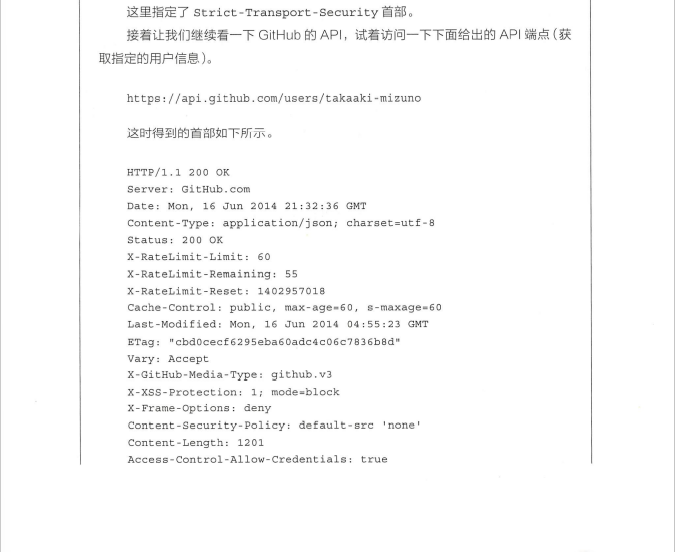 这里指定了 Strict-Transport-Security 首部。
接着让我们继续看一下 GitHub 的 API，试着访问一下下面给出的 API 端点（获
取指定的用户信息）。
https://api.github.com/users/takaaki-mizuno
这时得到的首部如下所示。
HTTP/1.1 200 OK
Server: GitHub.com
Date: Mon, 16 Jun 2014 21:32:36 GMT
Content-Type: application/json; charset=utf-8
Status: 200 OK
X-RateLimit-Limit: 60
X-RateLimit-Remaining: 55
X-RateLimit-Reset: 1402957018
Cache-Control: public, max-age=60, s-maxage=60
Last-Modified: Mon, 16 Jun 2014 04:55:23 GMT
ETag: "cbd0cecf6295eba60adc4c06c7836b8d"
Vary: Accept
X-GitHub-Media-Type: github.v3
X-XSS-Protection: 1; mode=block
X-Frame-Options: deny
Content-Security-Policy: default-src 'none'
Content-Length: 1201
Access-Control-Allow-Credentials: true